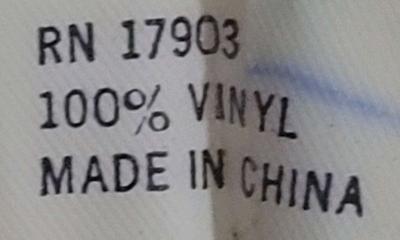 RN 17903
100% VINYL
MADE IN CHINA